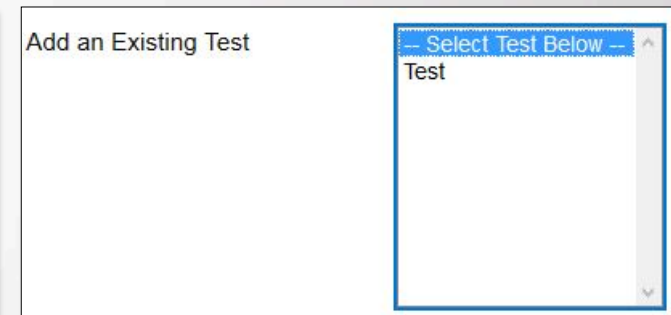 Add an Existing Test
-- Select Test Below --
Test